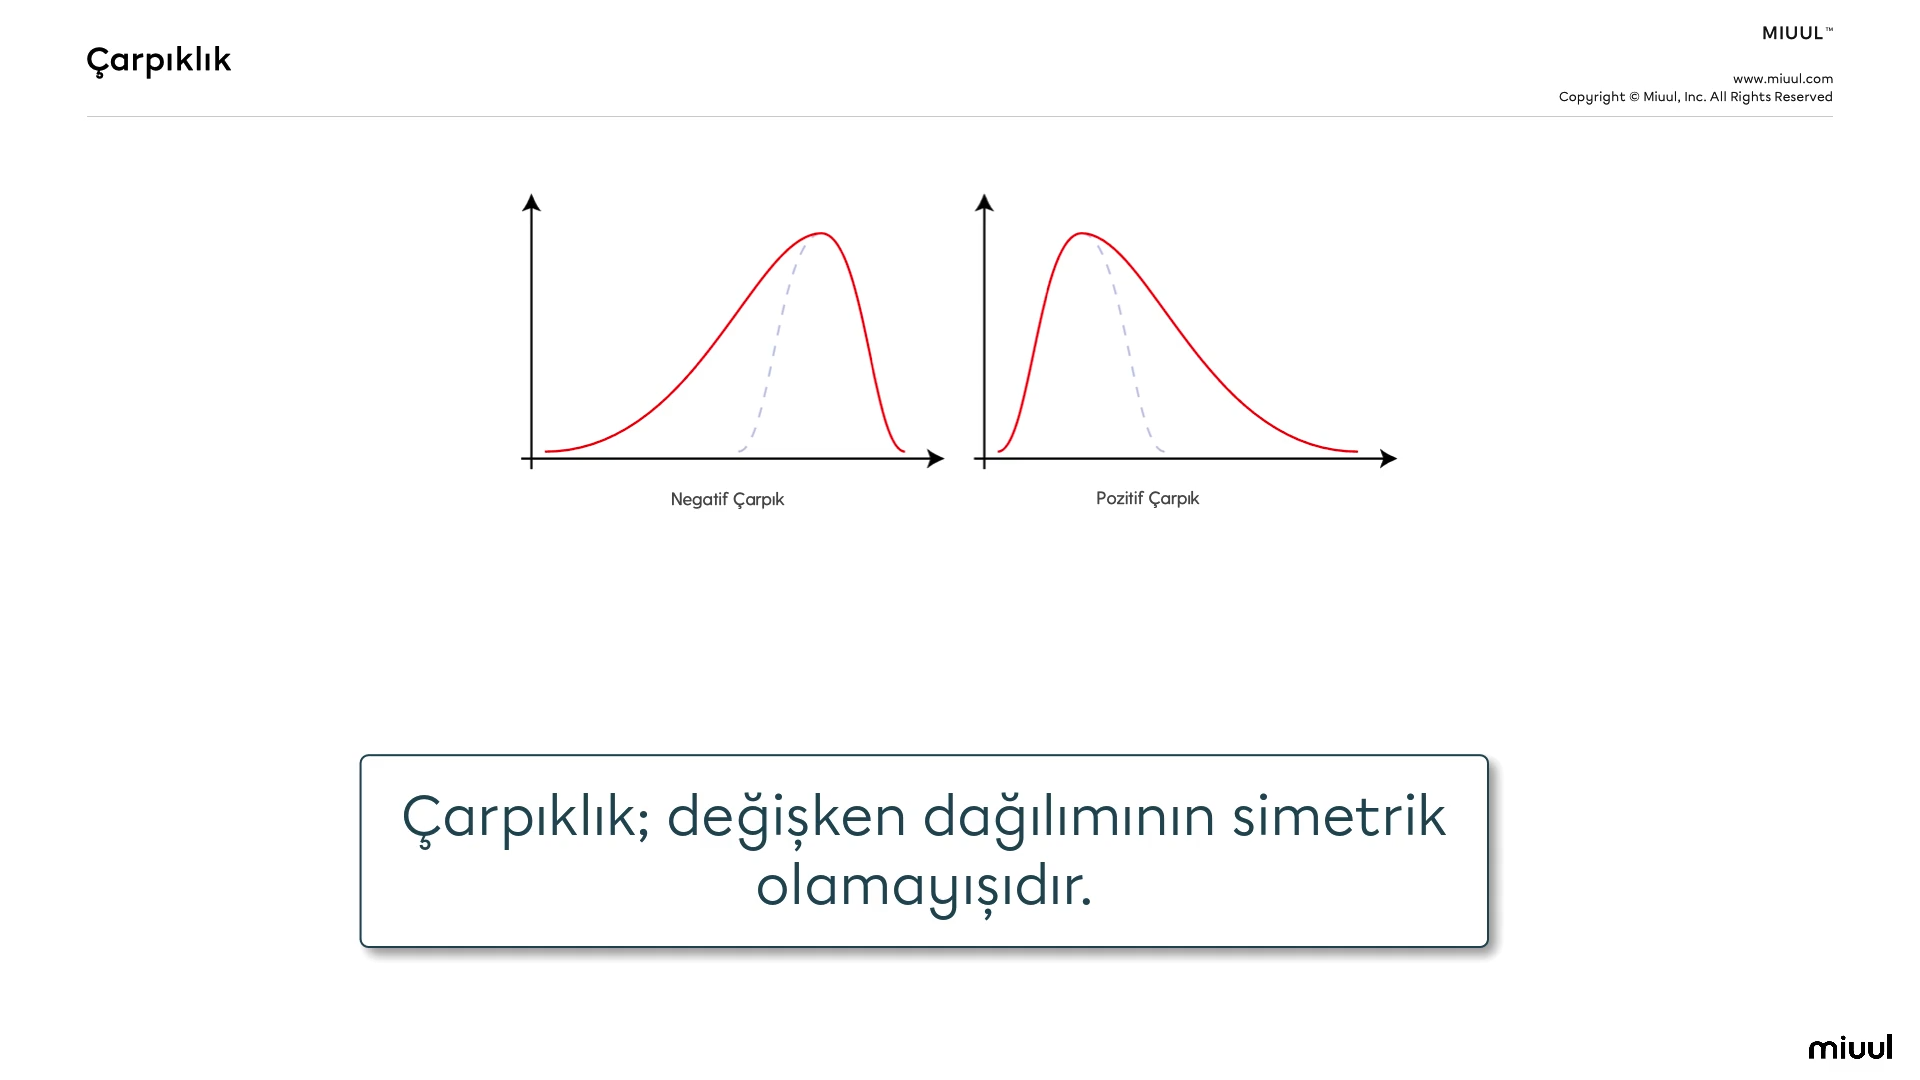 Çarpıklık
MIUUL™
www.miuul.com
Copyright © Miuul, Inc. All Rights Reserved
Negatif Çarpık
Pozitif Çarpık
Çarpıklık; değişken dağılımının simetrik
olamayışıdır.
miuul